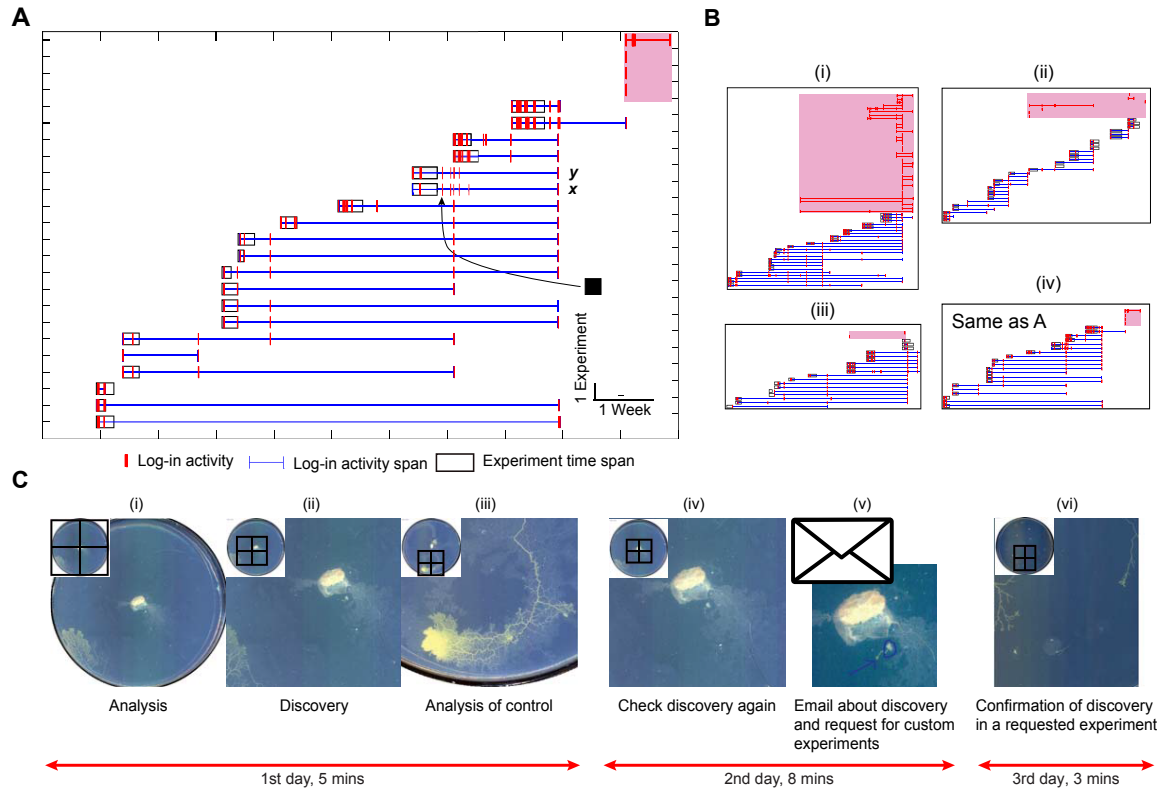 A
B
(i)
(ii)
y
x
1 Experiment
1 Week
(iii)
(iv)
Same as A
Log-in activity
Log-in activity span
Experiment time span
C
(i)
(ii)
(iii)
(iv)
(v)
(vi)
Analysis
Discovery
Analysis of control
Check discovery again
Email about discovery
and request for custom
experiments
Confirmation of discovery
in a requested experiment
1st day, 5 mins
2nd day, 8 mins
3rd day, 3 mins